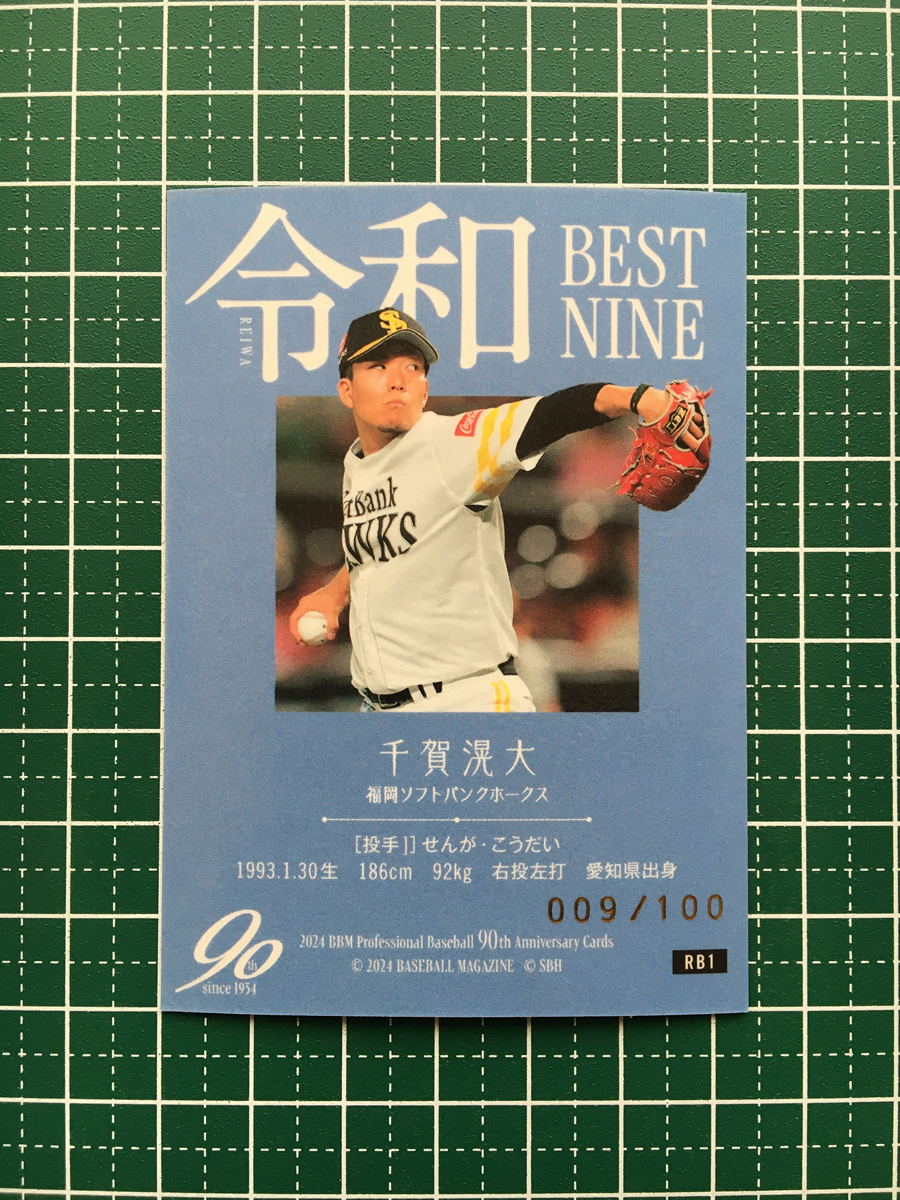 令和
REIWA
BEST
NINE
Bank
WKS
千賀滉大
福岡ソフトバンクホークス
[投手]] せんが・こうだい
1993.1.30生 186cm 92kg 右投左打 愛知県出身
009/100
90th
since 1934
2024 BBM Professional Baseball 90th Anniversary Cards
© 2024 BASEBALL MAGAZINE © SBH
RB1